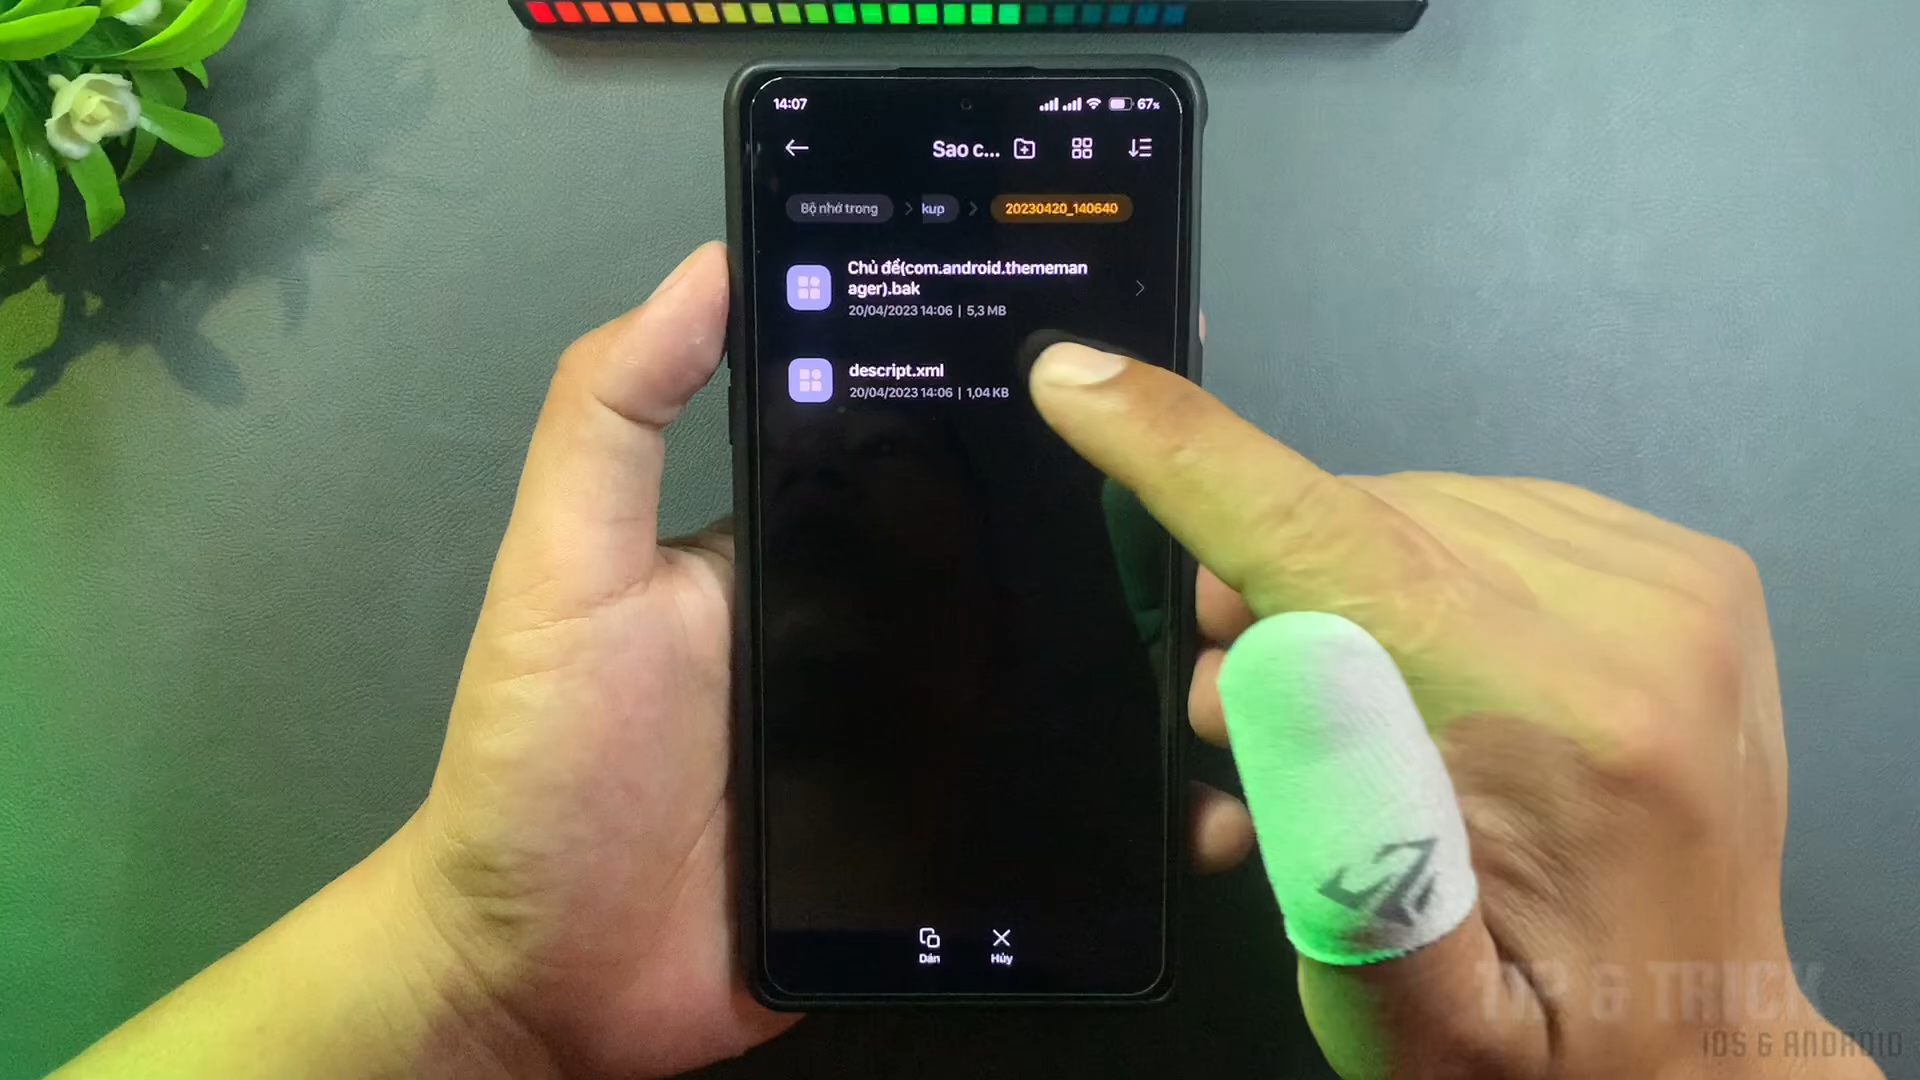 14:07
67%
Sao c...
Bộ nhớ trong
kup
20230420_140640
Chủ đề(com.android.thememan
ager).bak
20/04/2023 14:06 | 5,3 MB
descript.xml
20/04/2023 14:06 | 1,04 KB
Dán
Hủy
TIP & TRICK
IOS & ANDROID